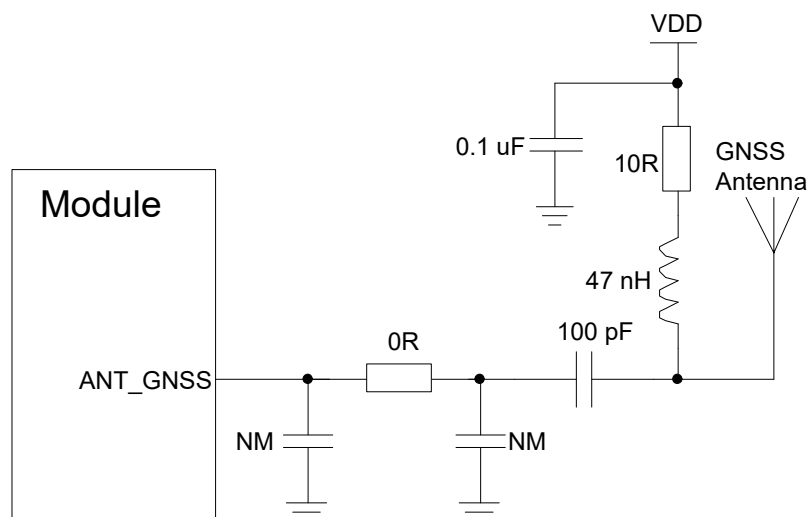 VDD
0.1 uF
10R
GNSS
Antenna
Module
47 nH
100 pF
0R
ANT_GNSS
NM
NM